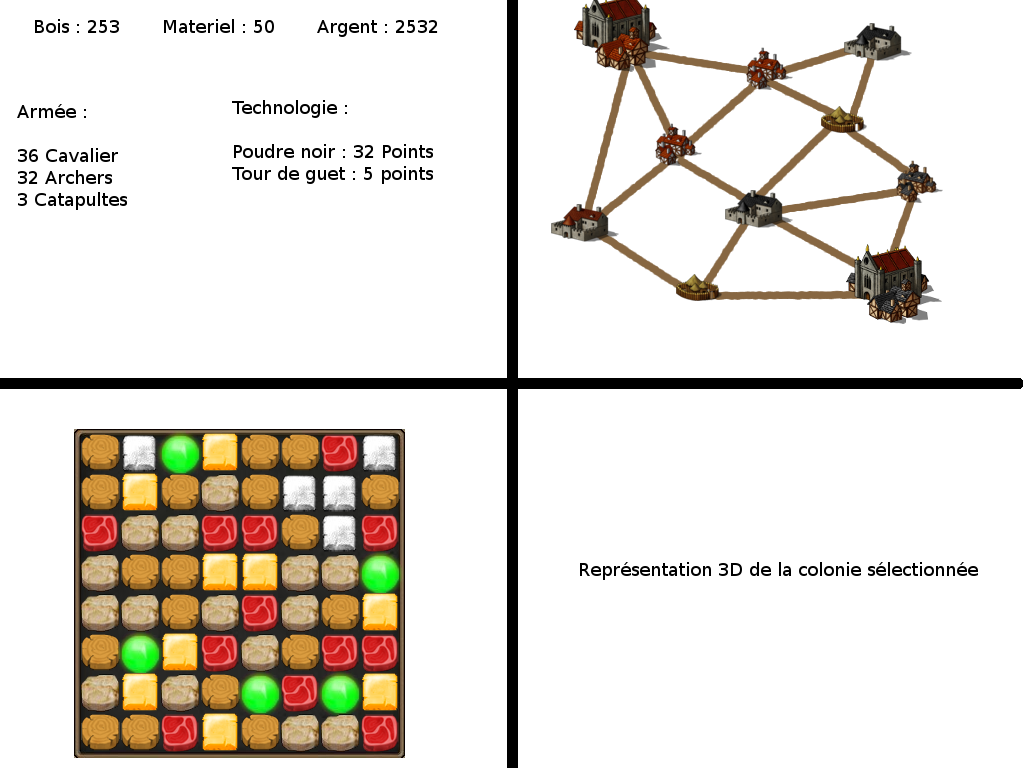 Bois : 253 Materiel : 50 Argent : 2532
Armée :
36 Cavalier
32 Archers
3 Catapultes
Technologie :
Poudre noir : 32 Points
Tour de guet : 5 points
Représentation 3D de la colonie sélectionnée